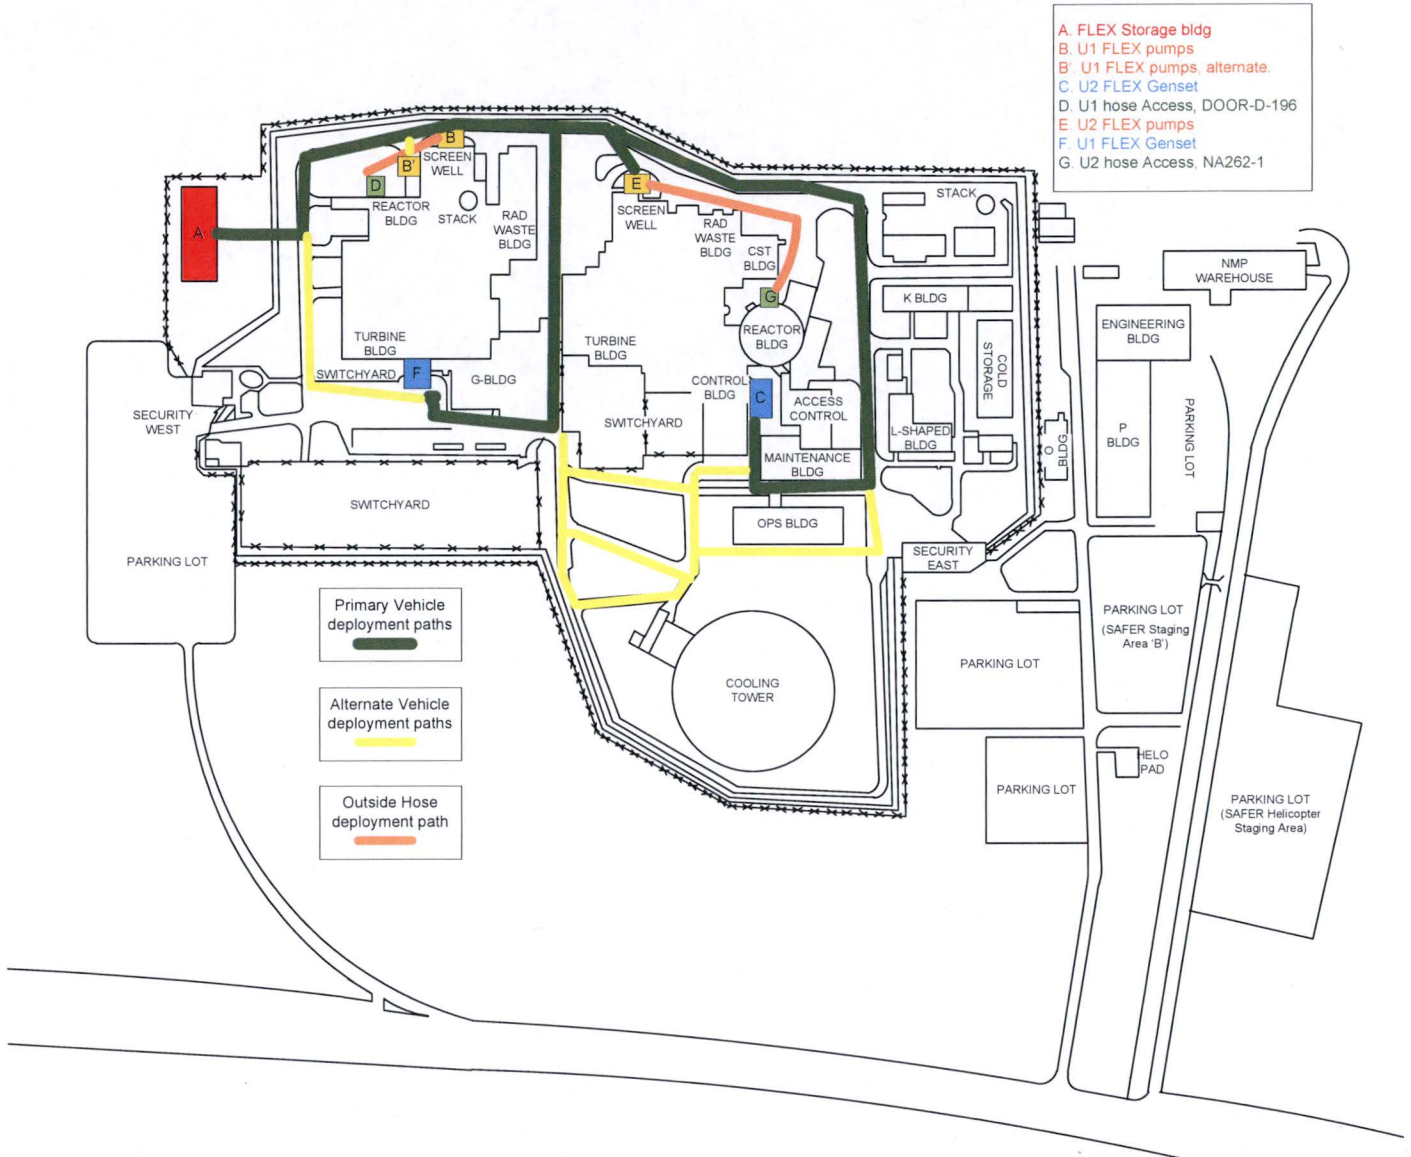 A. FLEX Storage bldg
B. U1 FLEX pumps
B'. U1 FLEX pumps, alternate.
C. U2 FLEX Genset
D. U1 hose Access, DOOR-D-196
E. U2 FLEX pumps
F. U1 FLEX Genset
G. U2 hose Access, NA262-1
B
SCREEN
WELL
B'
D
REACTOR
BLDG
STACK
RAD
WASTE
BLDG
A
E
SCREEN
WELL
RAD
WASTE
BLDG
CST
BLDG
G
REACTOR
BLDG
STACK
NMP
WAREHOUSE
K BLDG
ENGINEERING
BLDG
COLD
STORAGE
TURBINE
BLDG
SWITCHYARD
F
G-BLDG
TURBINE
BLDG
CONTROL
BLDG
C
ACCESS
CONTROL
SWITCHYARD
L-SHAPED
BLDG
MAINTENANCE
BLDG
O
BLDG
P
BLDG
PARKING LOT
SECURITY
WEST
SWITCHYARD
OPS BLDG
SECURITY
EAST
PARKING LOT
Primary Vehicle
deployment paths
Alternate Vehicle
deployment paths
Outside Hose
deployment path
COOLING
TOWER
PARKING LOT
PARKING LOT
(SAFER Staging
Area 'B')
HELO
PAD
PARKING LOT
PARKING LOT
(SAFER Helicopter
Staging Area)